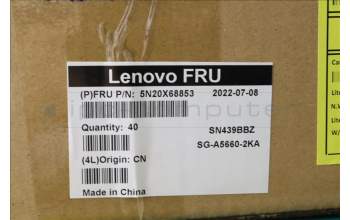 Lenovo FRU
(P)FRU P/N: 5N20X68853 2022-07-08
Quantity: 40 SN439BBZ
SG-A5660-2KA
(4L)Origin: CN
Made in China